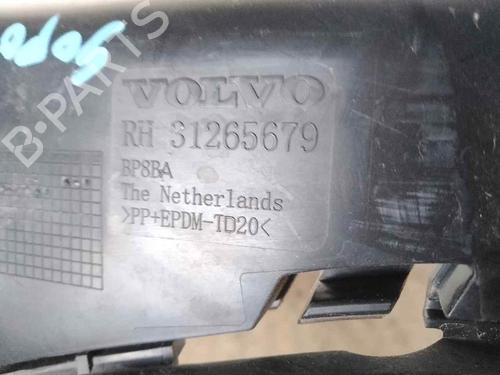 VOLVO
RH 31265679
BP8BA
The Netherlands
>PP+EPDM-TD20<
B-PARTS